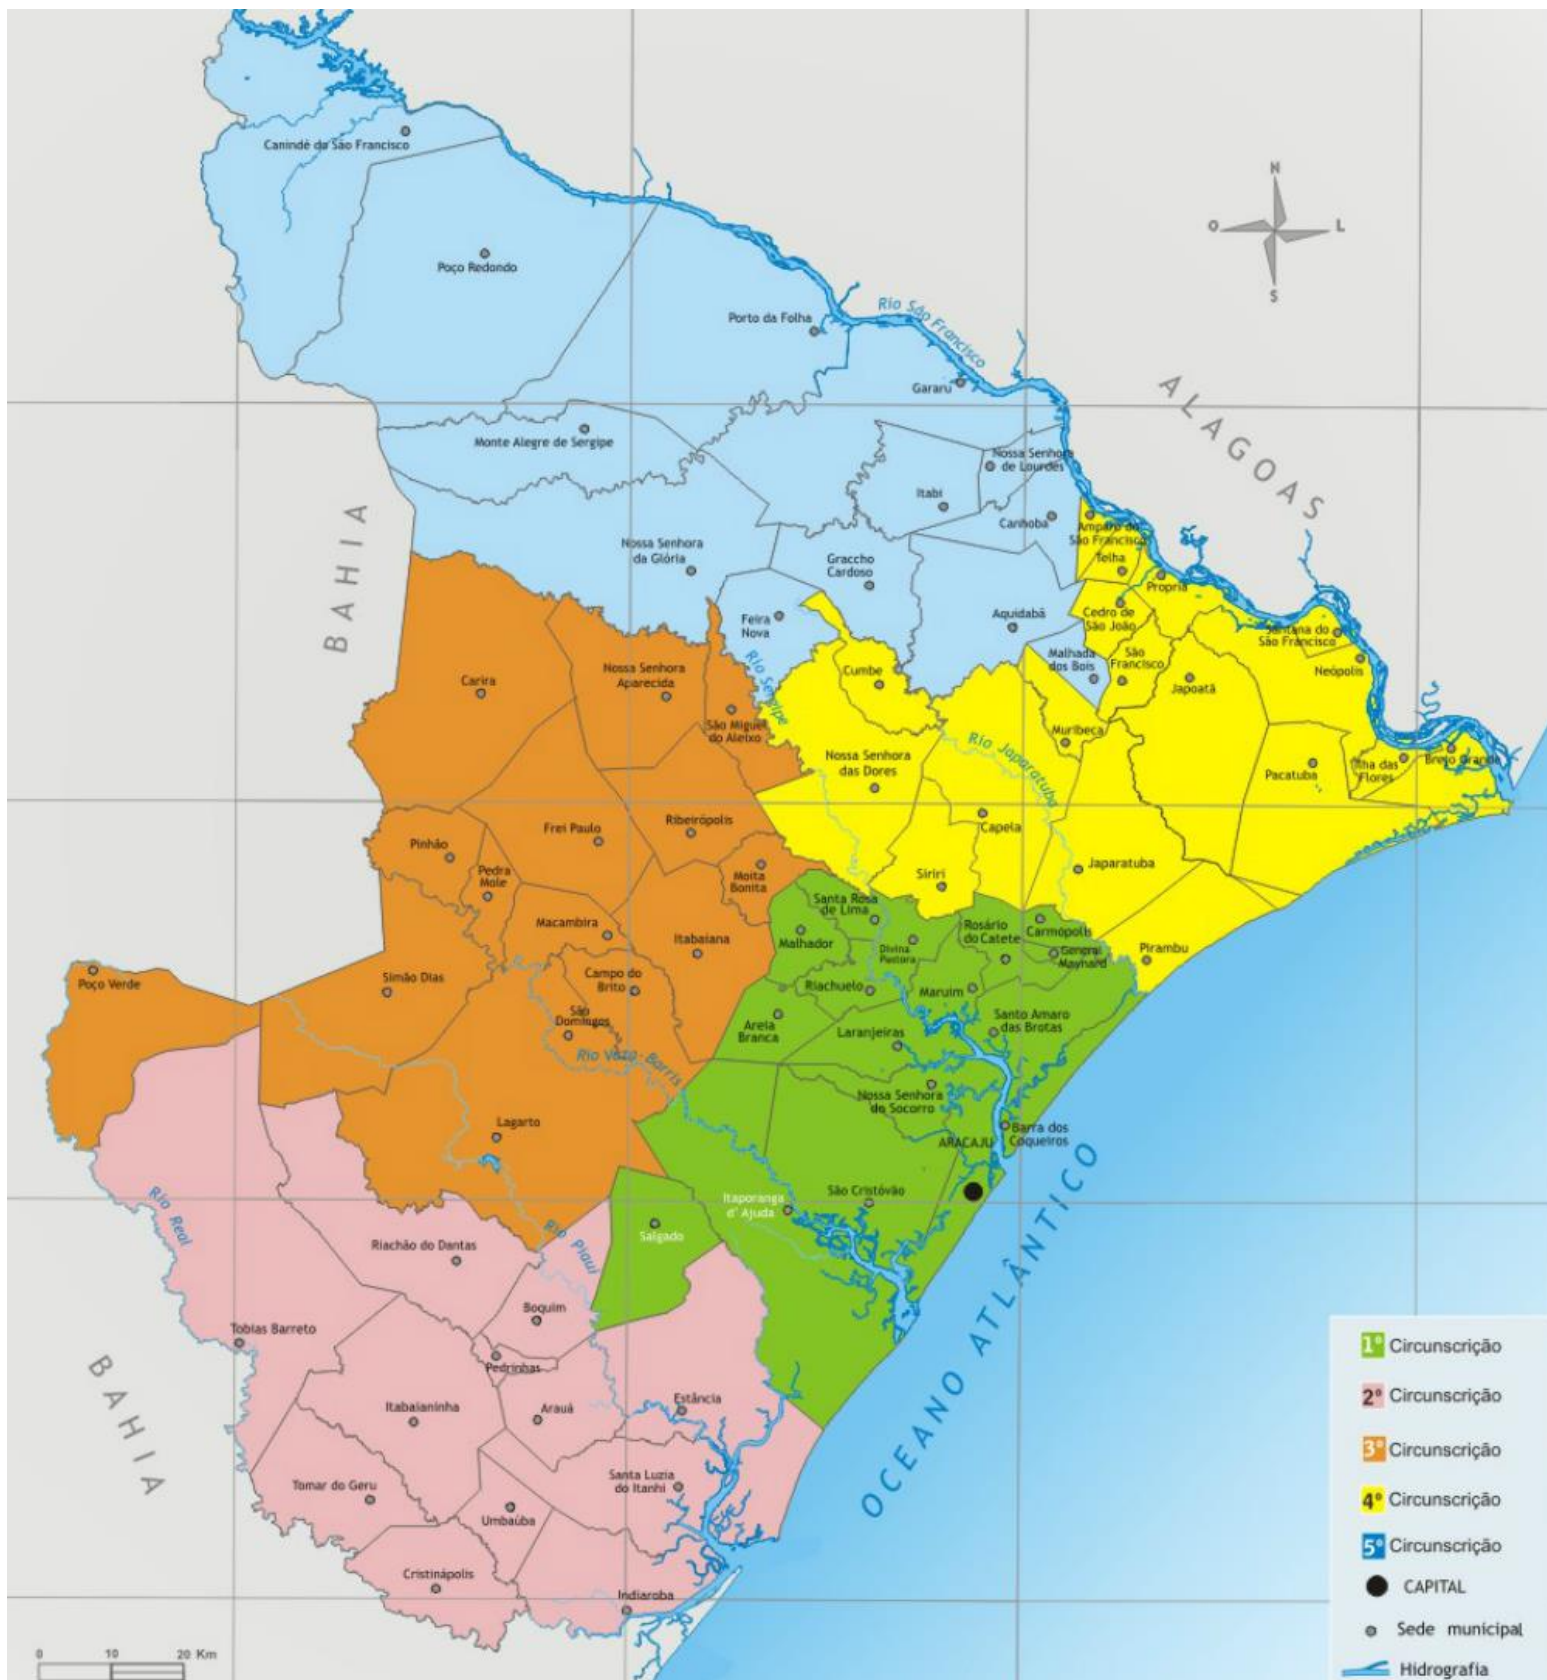 Canindé do São Francisco
N
O
L
S
Poço Redondo
Porto da Folha
Rio São Francisco
Gararu
ALAGOAS
Monte Alegre de Sergipe
Nossa Senhora
de Lourdes
Itabi
Canhoba
Amparo do
São Francisco
BAHIA
Nossa Senhora
da Glória
Graccho
Cardoso
Telha
Propria
Feira
Nova
Aquidabã
Cedro de
São João
Santana do
São Francisco
Rio Sergipe
Cumbe
Malhada
dos Bois
São
Francisco
Neópolis
Japoatã
Carira
Nossa Senhora
Aparecida
São Miguel
do Aleixo
Muribeca
Rio Japaratuba
Nossa Senhora
das Dores
Pacatuba
Ilha das
Flores
Brejo Grande
Capela
Frei Paulo
Ribeirópolis
Pinhão
Pedra
Mole
Moita
Bonita
Siriri
Japaratuba
Macambira
Santa Rosa
de Lima
Itabaiana
Malhador
Divina
Pastora
Rosário
do Catete
Carmópolis
General
Maynard
Pirambu
Poço Verde
Simão Dias
Campo do
Brito
Riachuelo
Maruim
São
Domingos
Areia
Branca
Laranjeiras
Santo Amaro
das Brotas
Rio Vaza-Barris
Nossa Senhora
do Socorro
Lagarto
Barra dos
Coqueiros
ARACAJU
Rio Real
Itaporanga
d' Ajuda
São Cristóvão
Salgado
Rio Piauí
Riachão do Dantas
Boquim
OCEANO ATLÂNTICO
Tobias Barreto
Pedrinhas
BAHIA
Itabaianinha
Arauá
Estância
Tomar do Geru
Santa Luzia
do Itanhi
Umbaúba
Cristinápolis
Indiaroba
1º Circunscrição
2º Circunscrição
3º Circunscrição
4º Circunscrição
5º Circunscrição
CAPITAL
Sede municipal
Hidrografia
0 10 20 Km